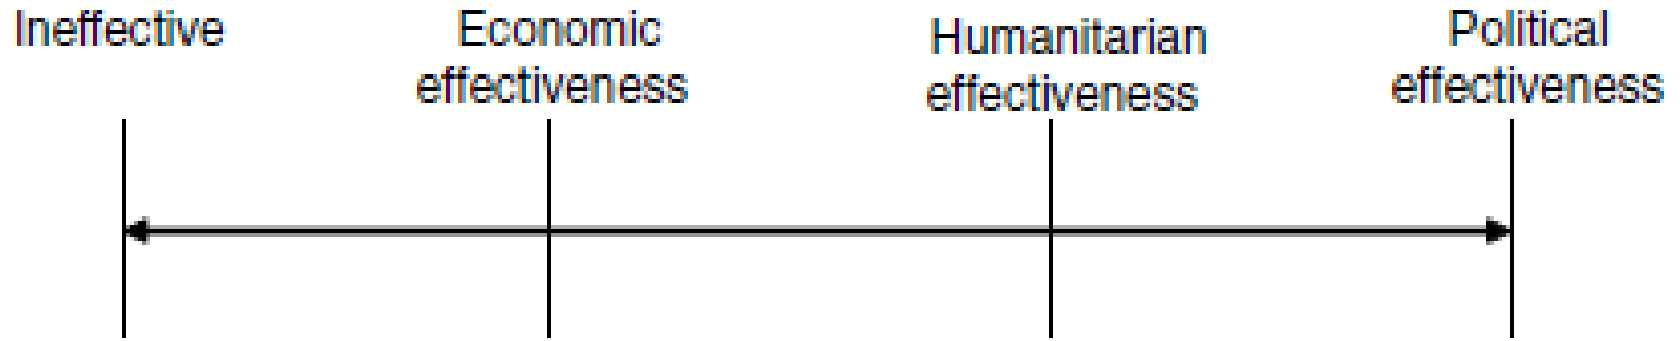 Ineffective
Economic
effectiveness
Humanitarian
effectiveness
Political
effectiveness